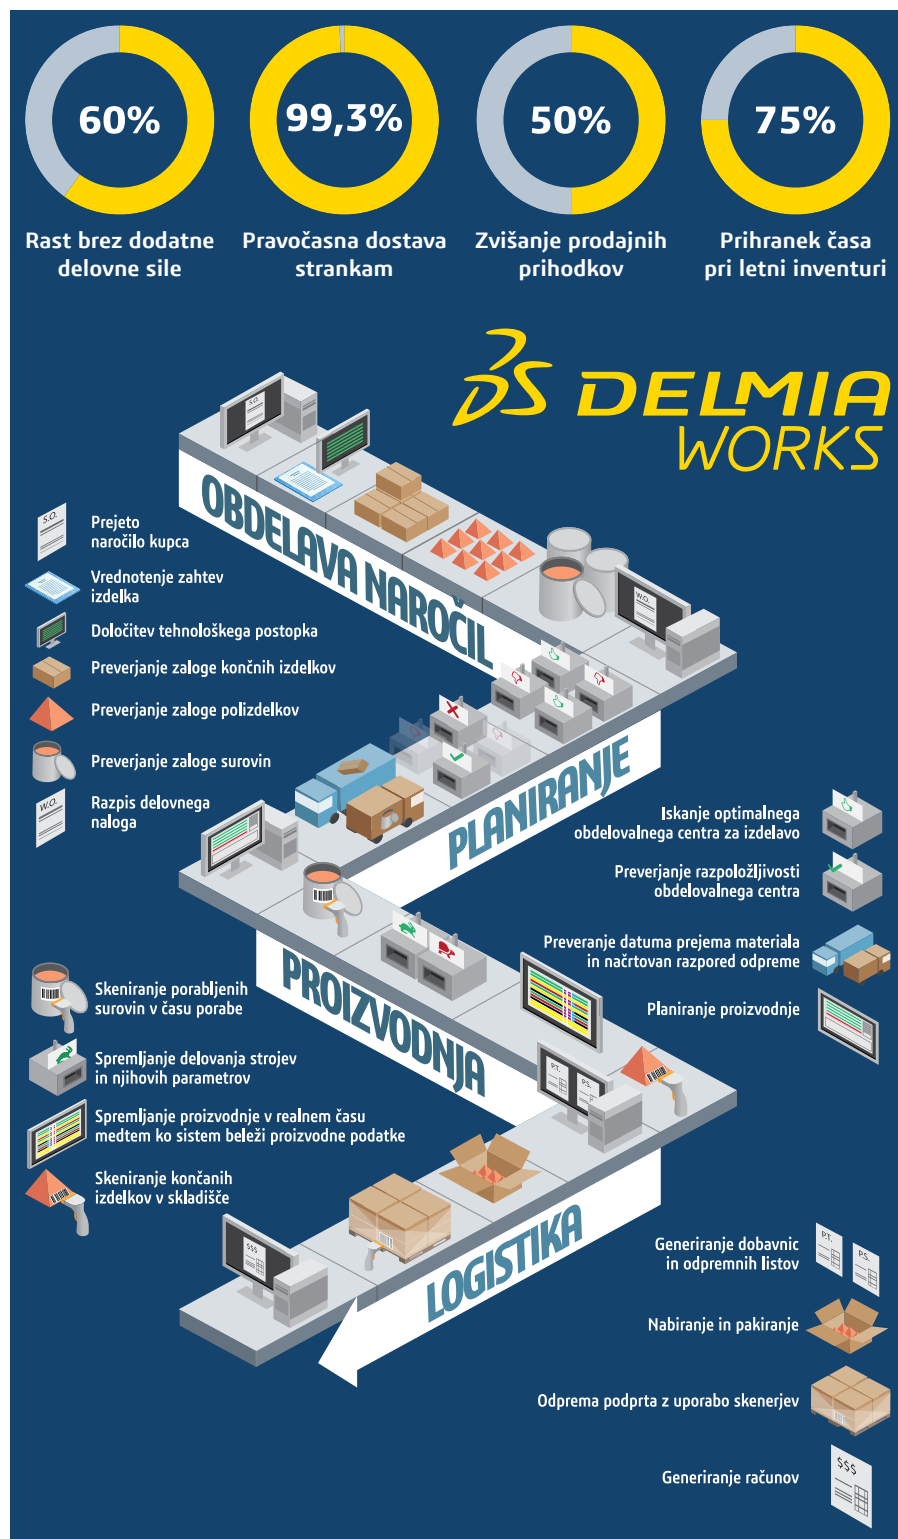 60%
99,3%
50%
75%
Rast brez dodatne
delovne sile
Pravočasna dostava
strankam
Zvišanje prodajnih
prihodkov
Prihranek časa
pri letni inventuri
DELMIA
WORKS
S.O.
OBDELAVA NAROČIL
W.O.
S.O.
Prejeto
naročilo kupca
Vrednotenje zahtev
izdelka
Določitev tehnološkega postopka
Preverjanje zaloge končnih izdelkov
Preverjanje zaloge polizdelkov
Preverjanje zaloge surovin
W.O.
Razpis delovnega
naloga
PLANIRANJE
Iskanje optimalnega
obdelovalnega centra za izdelavo
Preverjanje razpoložljivosti
obdelovalnega centra
Preveranje datuma prejema materiala
in načrtovan razpored odpreme
Planiranje proizvodnje
PROIZVODNJA
Skeniranje porabljenih
surovin v času porabe
Spremljanje delovanja strojev
in njihovih parametrov
Spremljanje proizvodnje v realnem času
medtem ko sistem beleži proizvodne podatke
Skeniranje končanih
izdelkov v skladišče
P.T.
P.S.
$$$
LOGISTIKA
Generiranje dobavnic
in odpremnih listov
P.T.
P.S.
Nabiranje in pakiranje
Odprema podprta z uporabo skenerjev
Generiranje računov
$$$